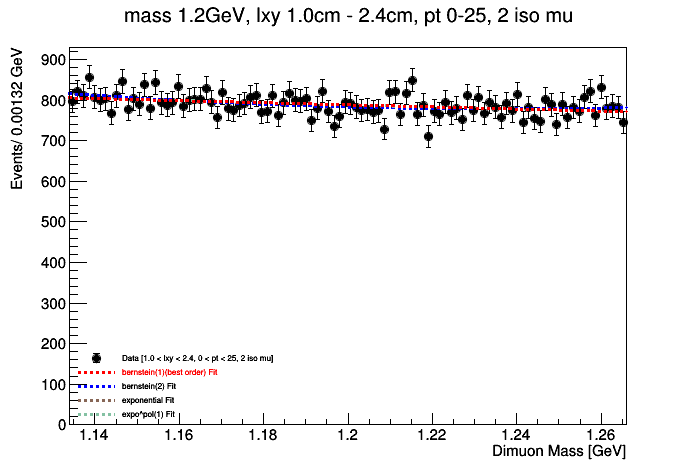 mass 1.2GeV, lxy 1.0cm - 2.4cm, pt 0-25, 2 iso mu
Events/ 0.00132 GeV
900
800
700
600
500
400
300
200
100
0
Data [1.0 < lxy < 2.4, 0 < pt < 25, 2 iso mu]
bernstein(1)(best order) Fit
bernstein(2) Fit
exponential Fit
expo*pol(1) Fit
1.14 1.16 1.18 1.2 1.22 1.24 1.26
Dimuon Mass [GeV]